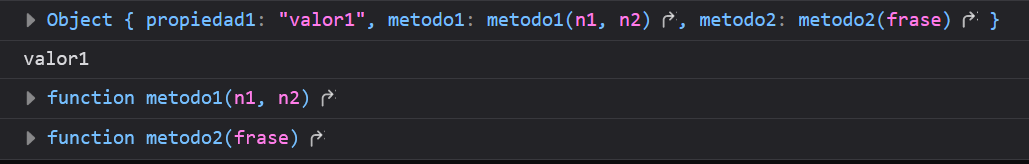 Object { propiedad1: "valor1", metodo1: metodo1(n1, n2), metodo2: metodo2(frase) }
valor1
function metodo1(n1, n2)
function metodo2(frase)